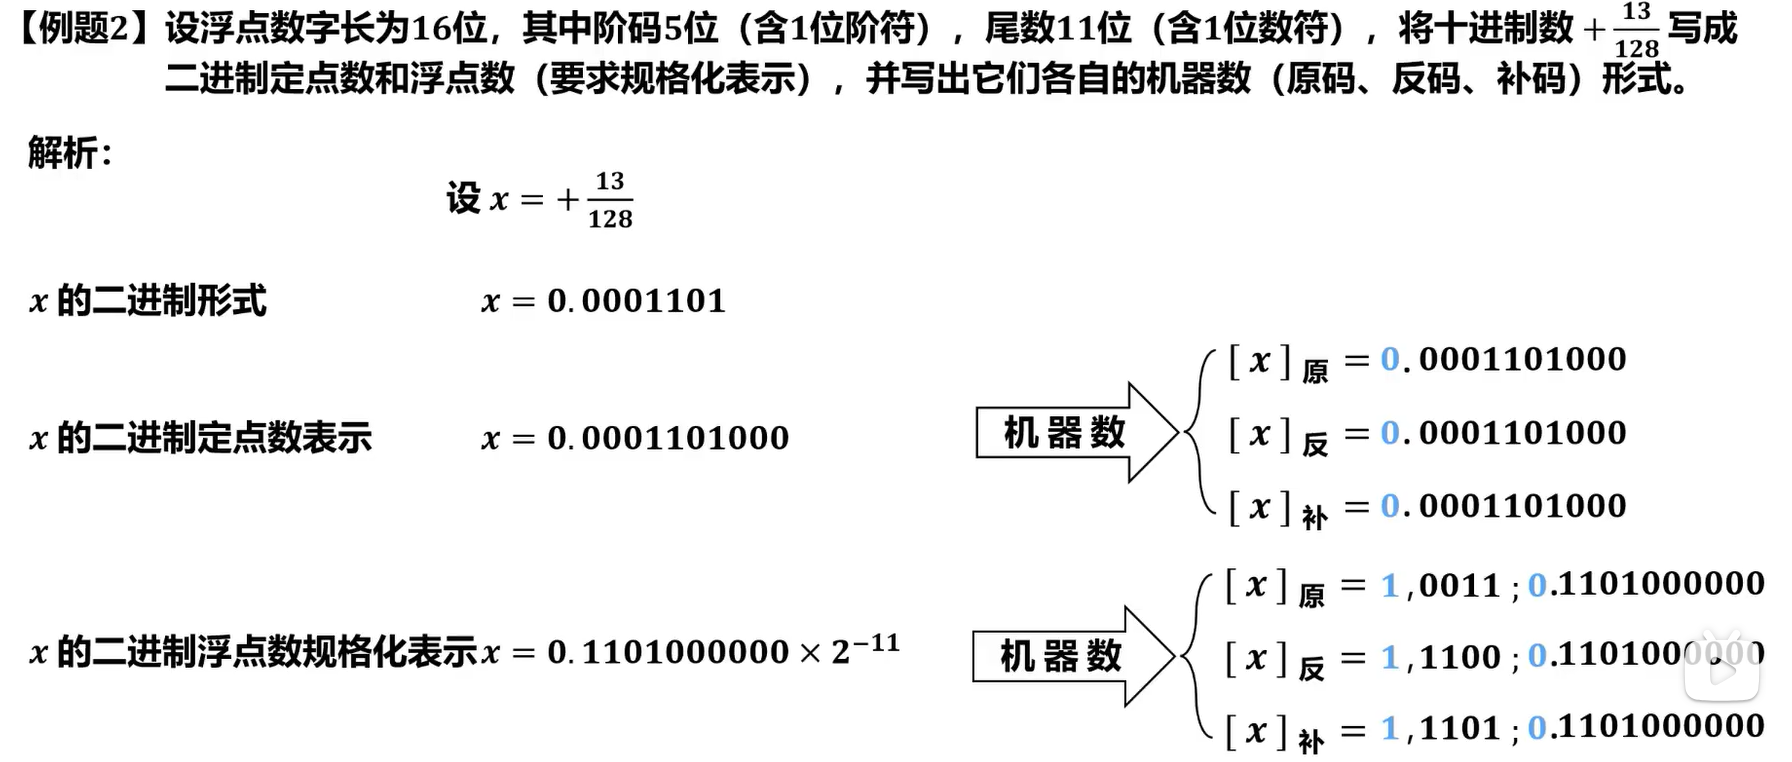 【例题2】设浮点数字长为16位，其中阶码5位（含1位阶符），尾数11位（含1位数符），将十进制数 +13/128 写成
二进制定点数和浮点数（要求规格化表示），并写出它们各自的机器数（原码、反码、补码）形式。
解析：
设 x = +13/128
x 的二进制形式 x = 0.0001101
x 的二进制定点数表示 x = 0.0001101000
机器数
[x]原 = 0.0001101000
[x]反 = 0.0001101000
[x]补 = 0.0001101000
x 的二进制浮点数规格化表示 x = 0.1101000000 × 2^-11
机器数
[x]原 = 1,0011 ; 0.1101000000
[x]反 = 1,1100 ; 0.1101000000
[x]补 = 1,1101 ; 0.1101000000